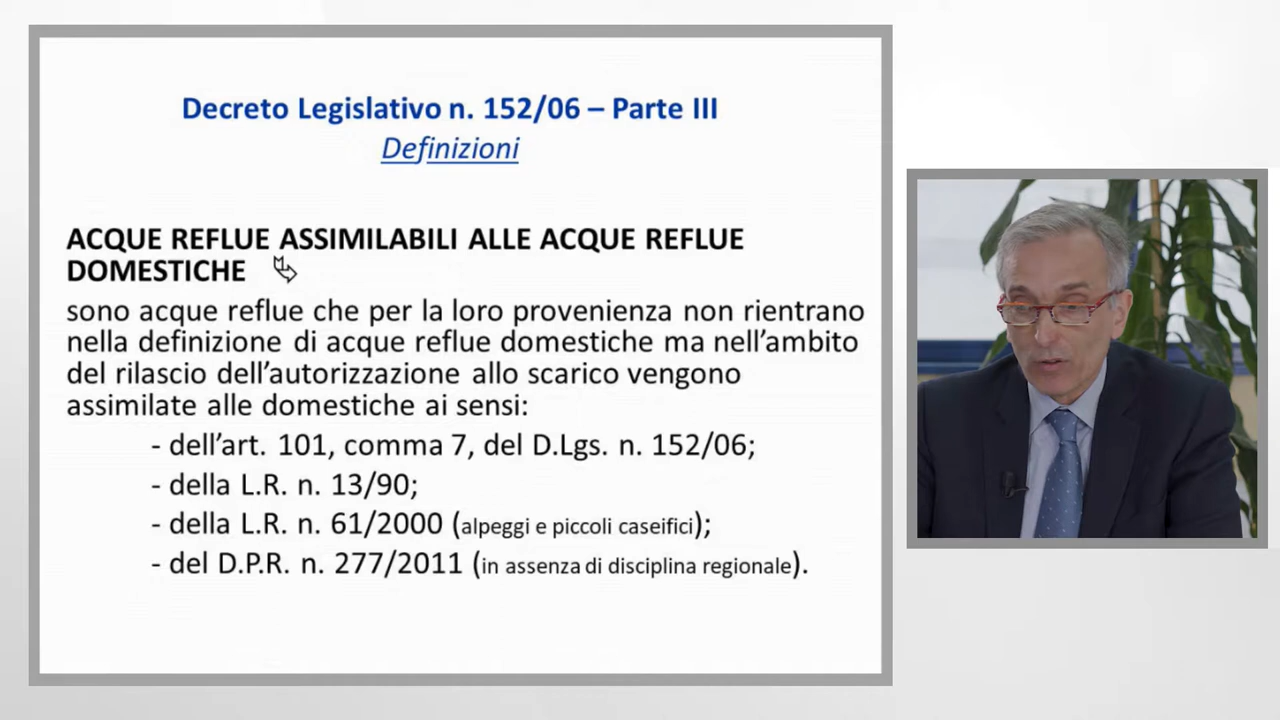 Decreto Legislativo n. 152/06 – Parte III
Definizioni
ACQUE REFLUE ASSIMILABILI ALLE ACQUE REFLUE
DOMESTICHE
sono acque reflue che per la loro provenienza non rientrano
nella definizione di acque reflue domestiche ma nell’ambito
del rilascio dell’autorizzazione allo scarico vengono
assimilate alle domestiche ai sensi:
- dell’art. 101, comma 7, del D.Lgs. n. 152/06;
- della L.R. n. 13/90;
- della L.R. n. 61/2000 (alpeggi e piccoli caseifici);
- del D.P.R. n. 277/2011 (in assenza di disciplina regionale).